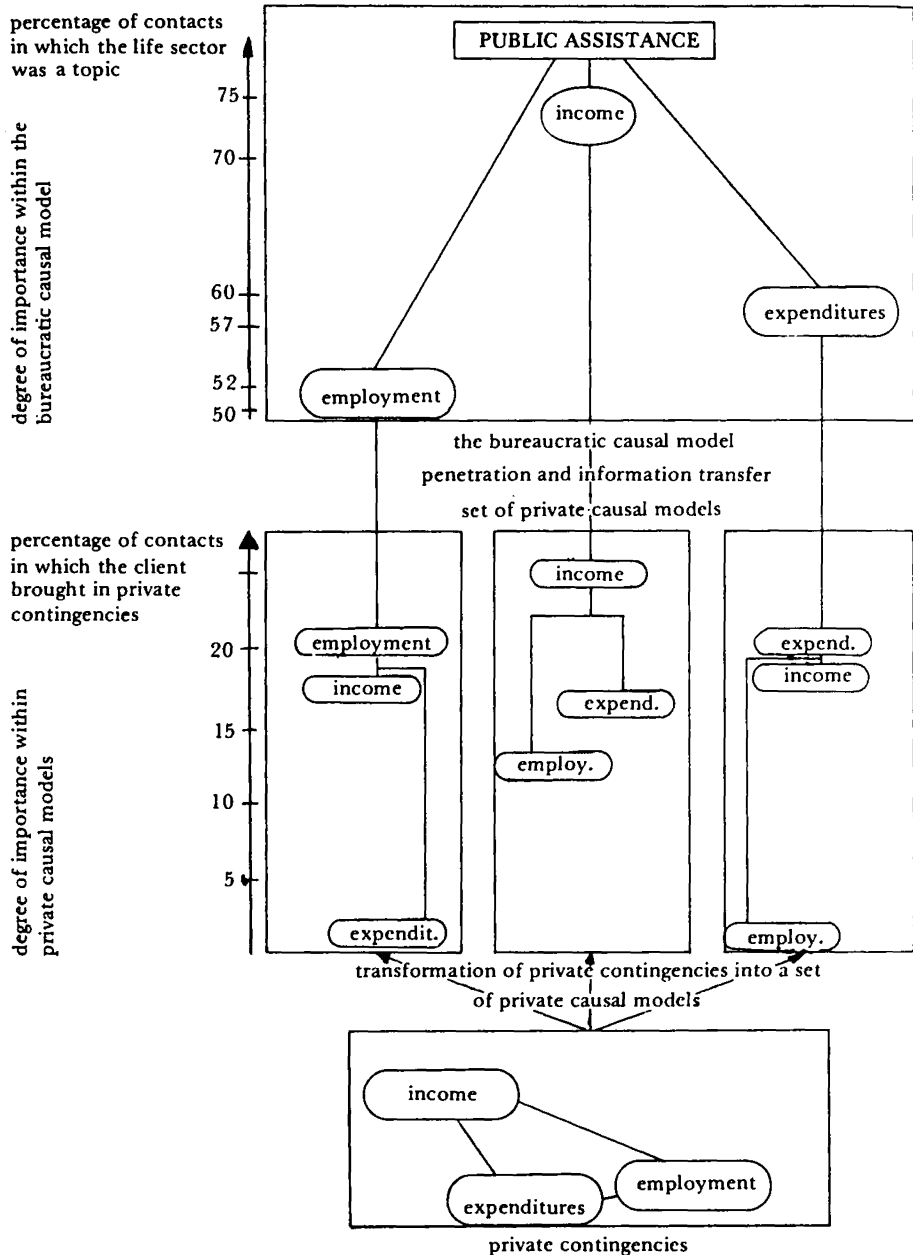 percentage of contacts
in which the life sector
was a topic
PUBLIC ASSISTANCE
degree of importance within the
bureaucratic causal model
75
70
60
57
52
50
income
expenditures
employment
the bureaucratic causal model
penetration and information transfer
set of private causal models
percentage of contacts
in which the client
brought in private
contingencies
degree of importance within
private causal models
20
15
10
5
employment
income
expendit.
income
expend.
employ.
expend.
income
employ.
transformation of private contingencies into a set
of private causal models
income
employment
expenditures
private contingencies